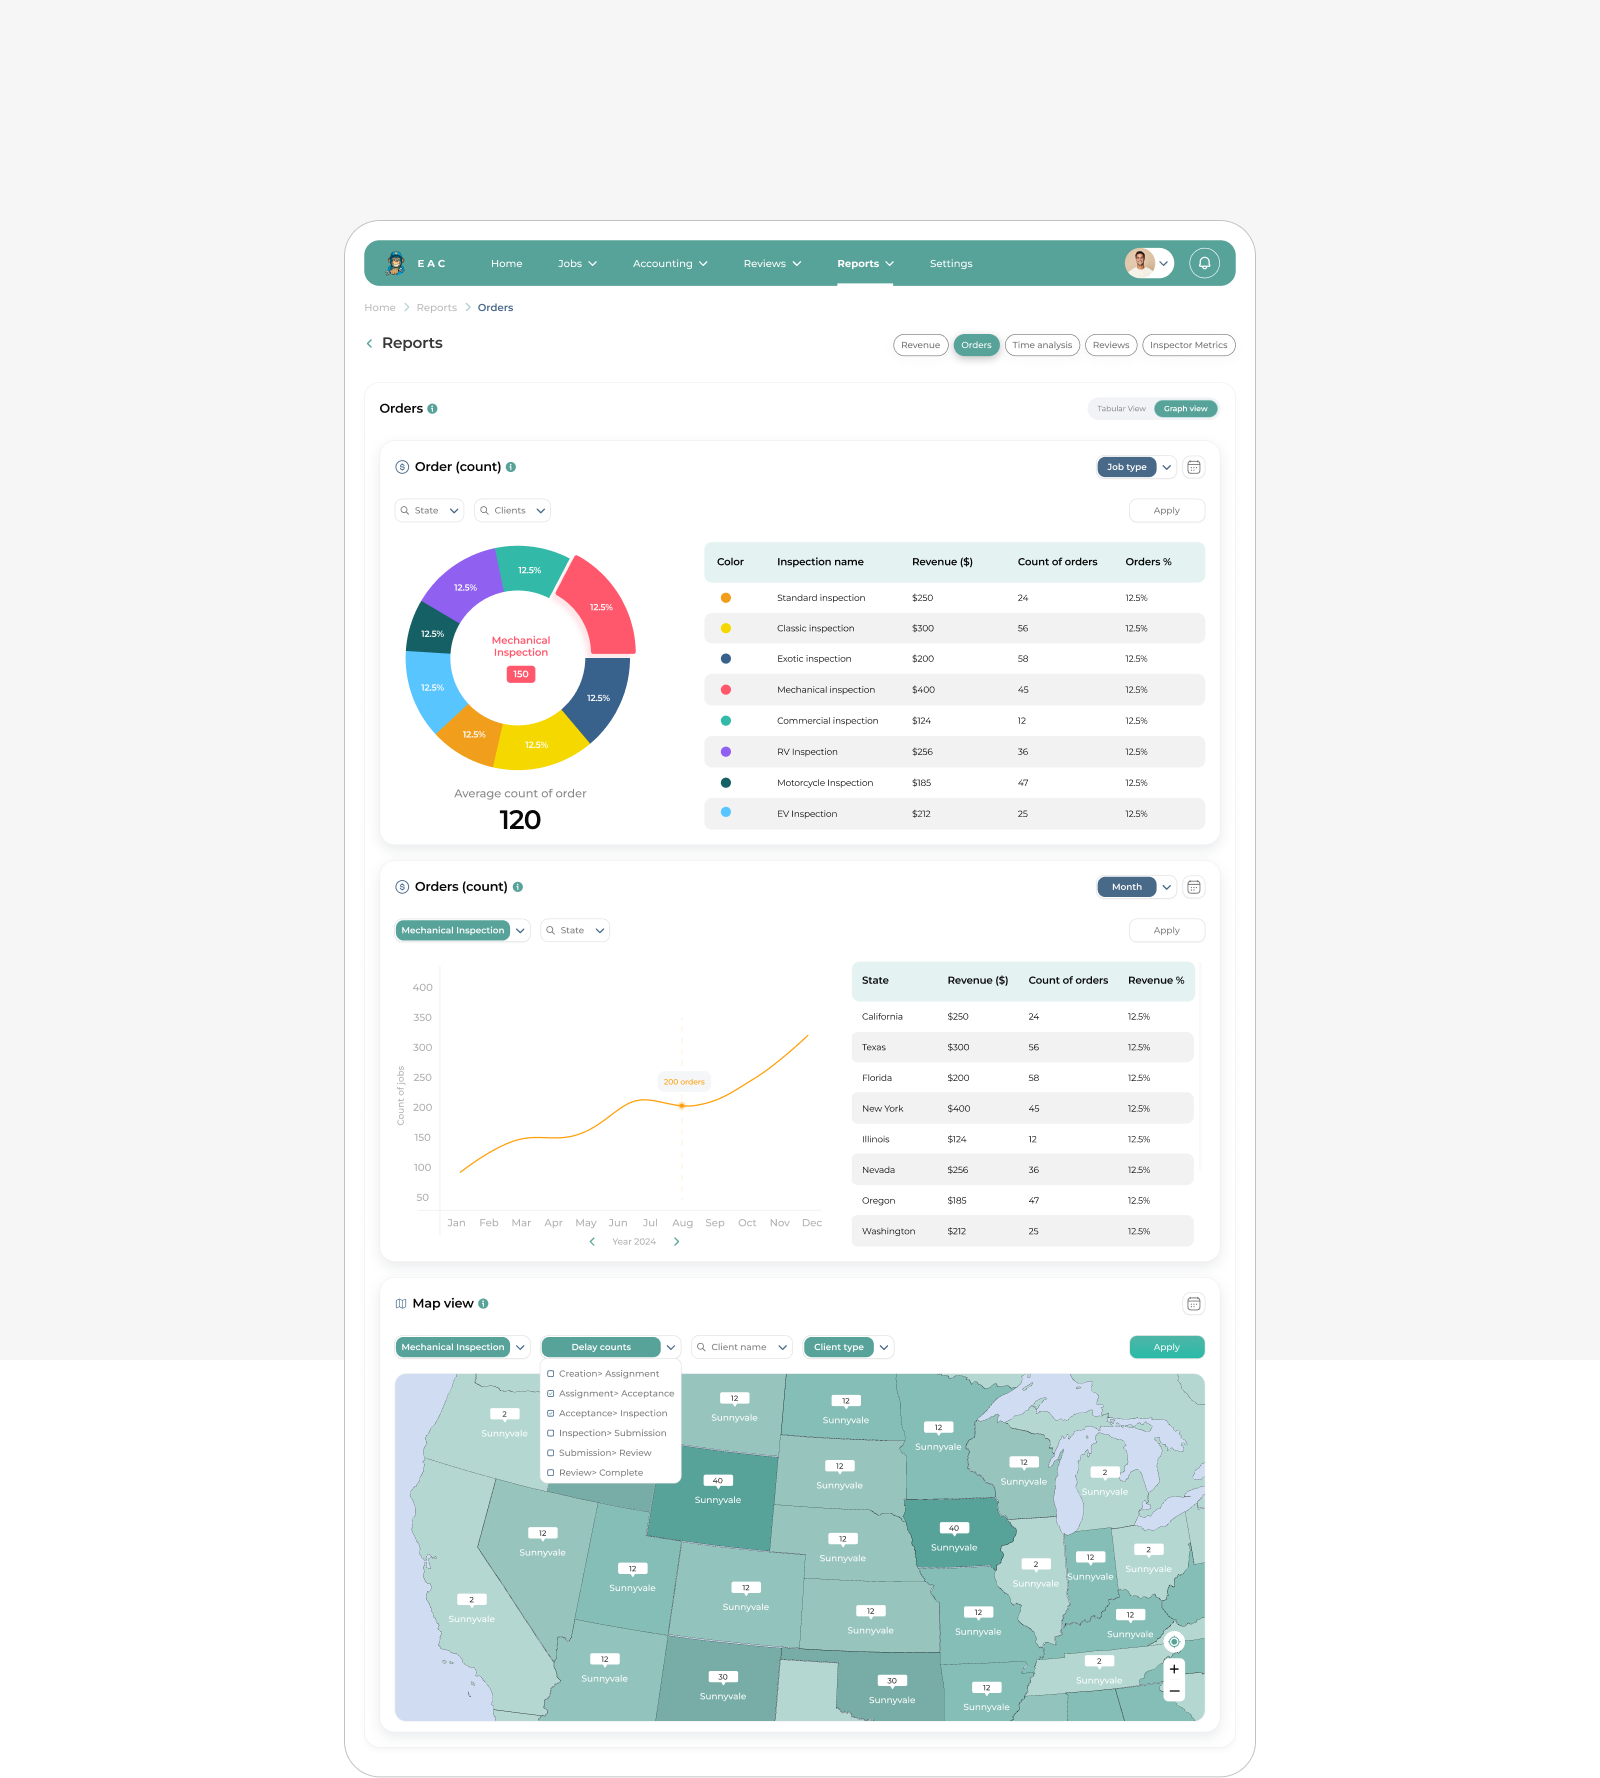 EAC Home Jobs Accounting Reviews Reports Settings
Home Reports Orders
Reports
Revenue Orders Time analysis Reviews Inspector Metrics
Orders
Tabular View Graph view
Order (count)
Job type
State Clients
Apply
12.5%
12.5%
12.5%
12.5%
12.5%
12.5%
12.5%
12.5%
Mechanical
Inspection
150
Average count of order
120
Color Inspection name Revenue ($) Count of orders Orders %
Standard inspection $250 24 12.5%
Classic inspection $300 56 12.5%
Exotic inspection $200 58 12.5%
Mechanical inspection $400 45 12.5%
Commercial inspection $124 12 12.5%
RV Inspection $256 36 12.5%
Motorcycle Inspection $185 47 12.5%
EV Inspection $212 25 12.5%
Orders (count)
Month
Mechanical Inspection State
Apply
Count of jobs
400
350
300
250
200
150
100
50
200 orders
Jan Feb Mar Apr May Jun Jul Aug Sep Oct Nov Dec
Year 2024
State Revenue ($) Count of orders Revenue %
California $250 24 12.5%
Texas $300 56 12.5%
Florida $200 58 12.5%
New York $400 45 12.5%
Illinois $124 12 12.5%
Nevada $256 36 12.5%
Oregon $185 47 12.5%
Washington $212 25 12.5%
Map view
Mechanical Inspection Delay counts Client name Client type
Apply
Creation> Assignment
Assignment> Acceptance
Acceptance> Inspection
Inspection> Submission
Submission> Review
Review> Complete
2
Sunnyvale
12
Sunnyvale
12
Sunnyvale
12
Sunnyvale
12
Sunnyvale
2
Sunnyvale
40
Sunnyvale
12
Sunnyvale
12
Sunnyvale
12
Sunnyvale
40
Sunnyvale
2
Sunnyvale
12
Sunnyvale
2
Sunnyvale
12
Sunnyvale
12
Sunnyvale
2
Sunnyvale
12
Sunnyvale
12
Sunnyvale
12
Sunnyvale
12
Sunnyvale
30
Sunnyvale
30
Sunnyvale
12
Sunnyvale
2
Sunnyvale
+
−